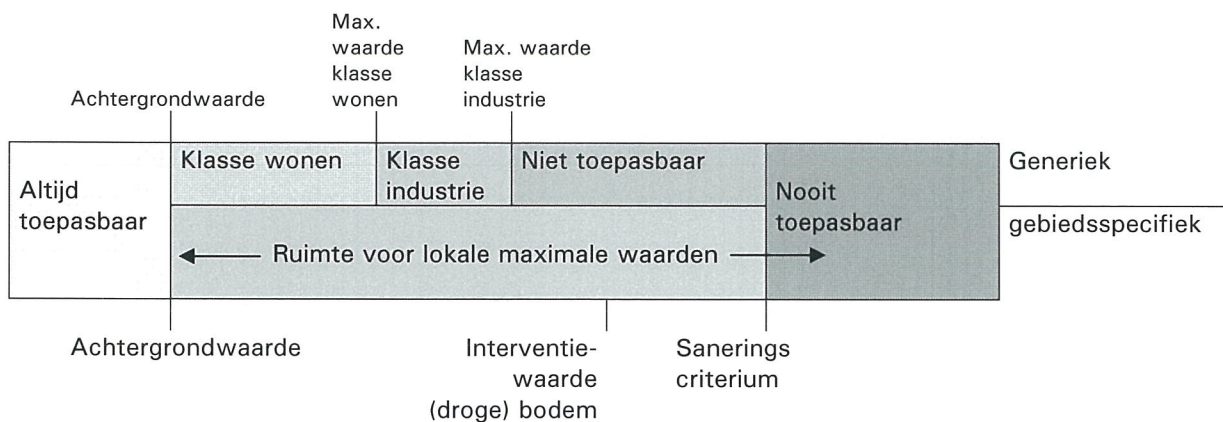 Max.
waarde
klasse
wonen
Max. waarde
klasse
industrie
Achtergrondwaarde
Klasse wonen
Klasse
industrie
Niet toepasbaar
Generiek
Altijd
toepasbaar
Nooit
toepasbaar
gebiedsspecifiek
Ruimte voor lokale maximale waarden
Achtergrondwaarde
Interventie-
waarde
(droge) bodem
Sanerings
criterium